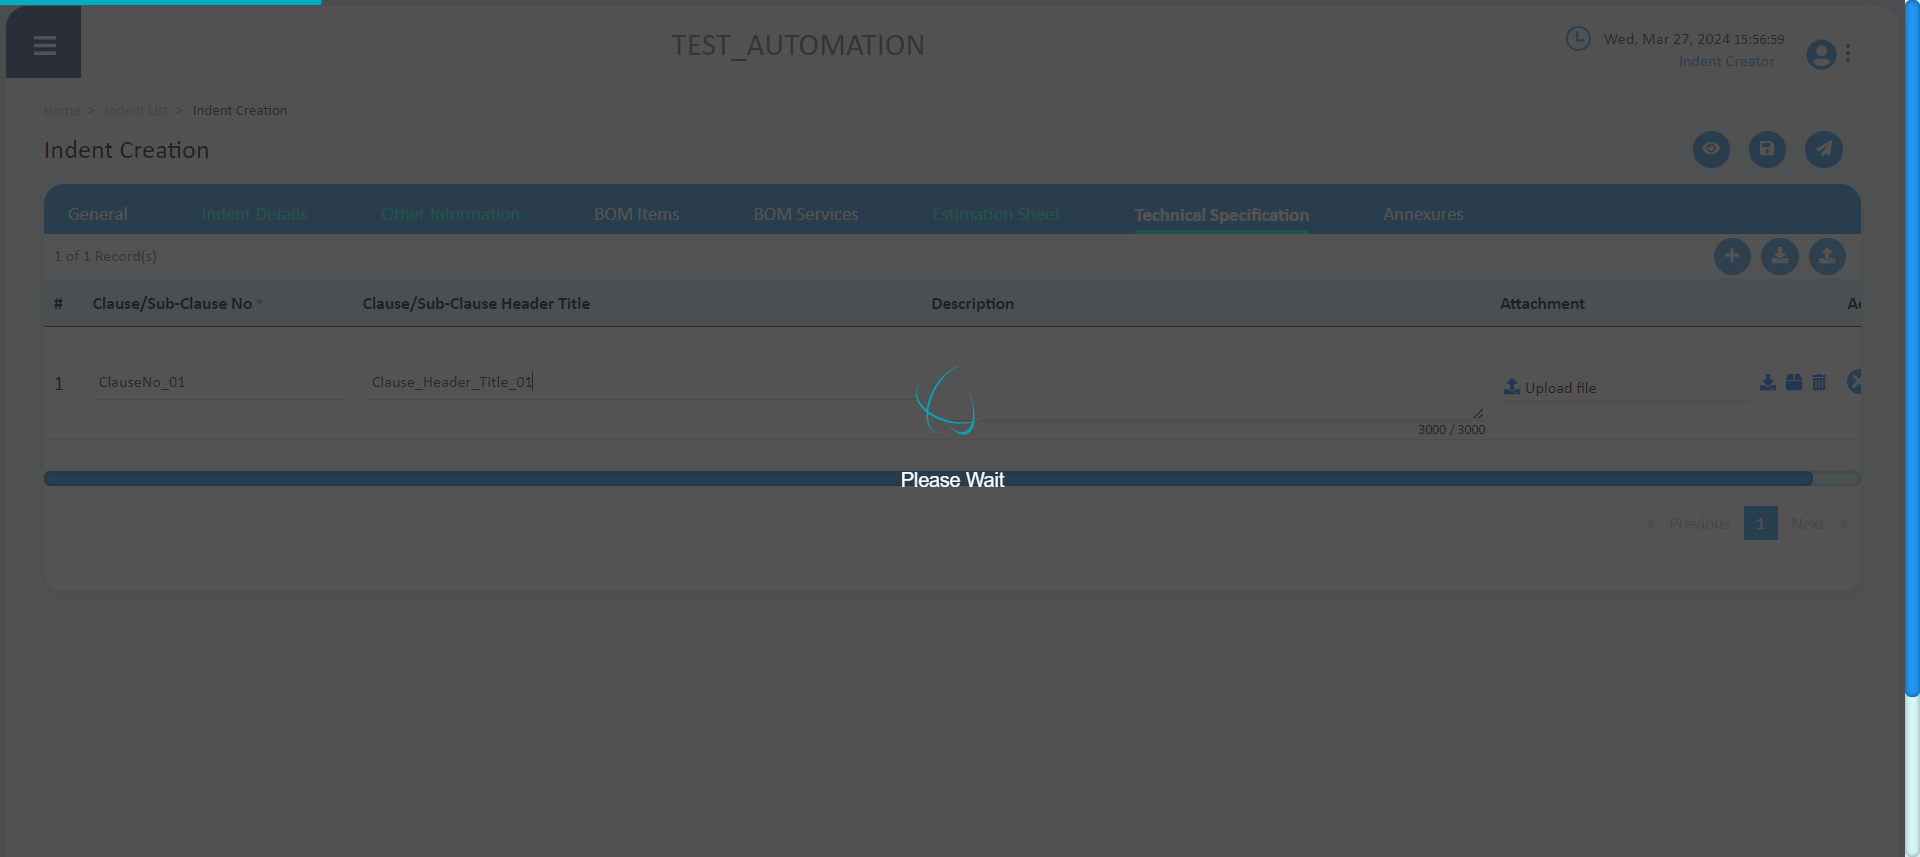 TEST_AUTOMATION
Wed, Mar 27, 2024 15:56:59
Indent Creator
Home > Indent List > Indent Creation
Indent Creation
General Indent Details Other Information BOM Items BOM Services Estimation Sheet Technical Specification Annexures
1 of 1 Record(s)
# Clause/Sub-Clause No * Clause/Sub-Clause Header Title Description Attachment
1 ClauseNo_01 Clause_Header_Title_01 Upload file
3000 / 3000
Please Wait
« Previous 1 Next »